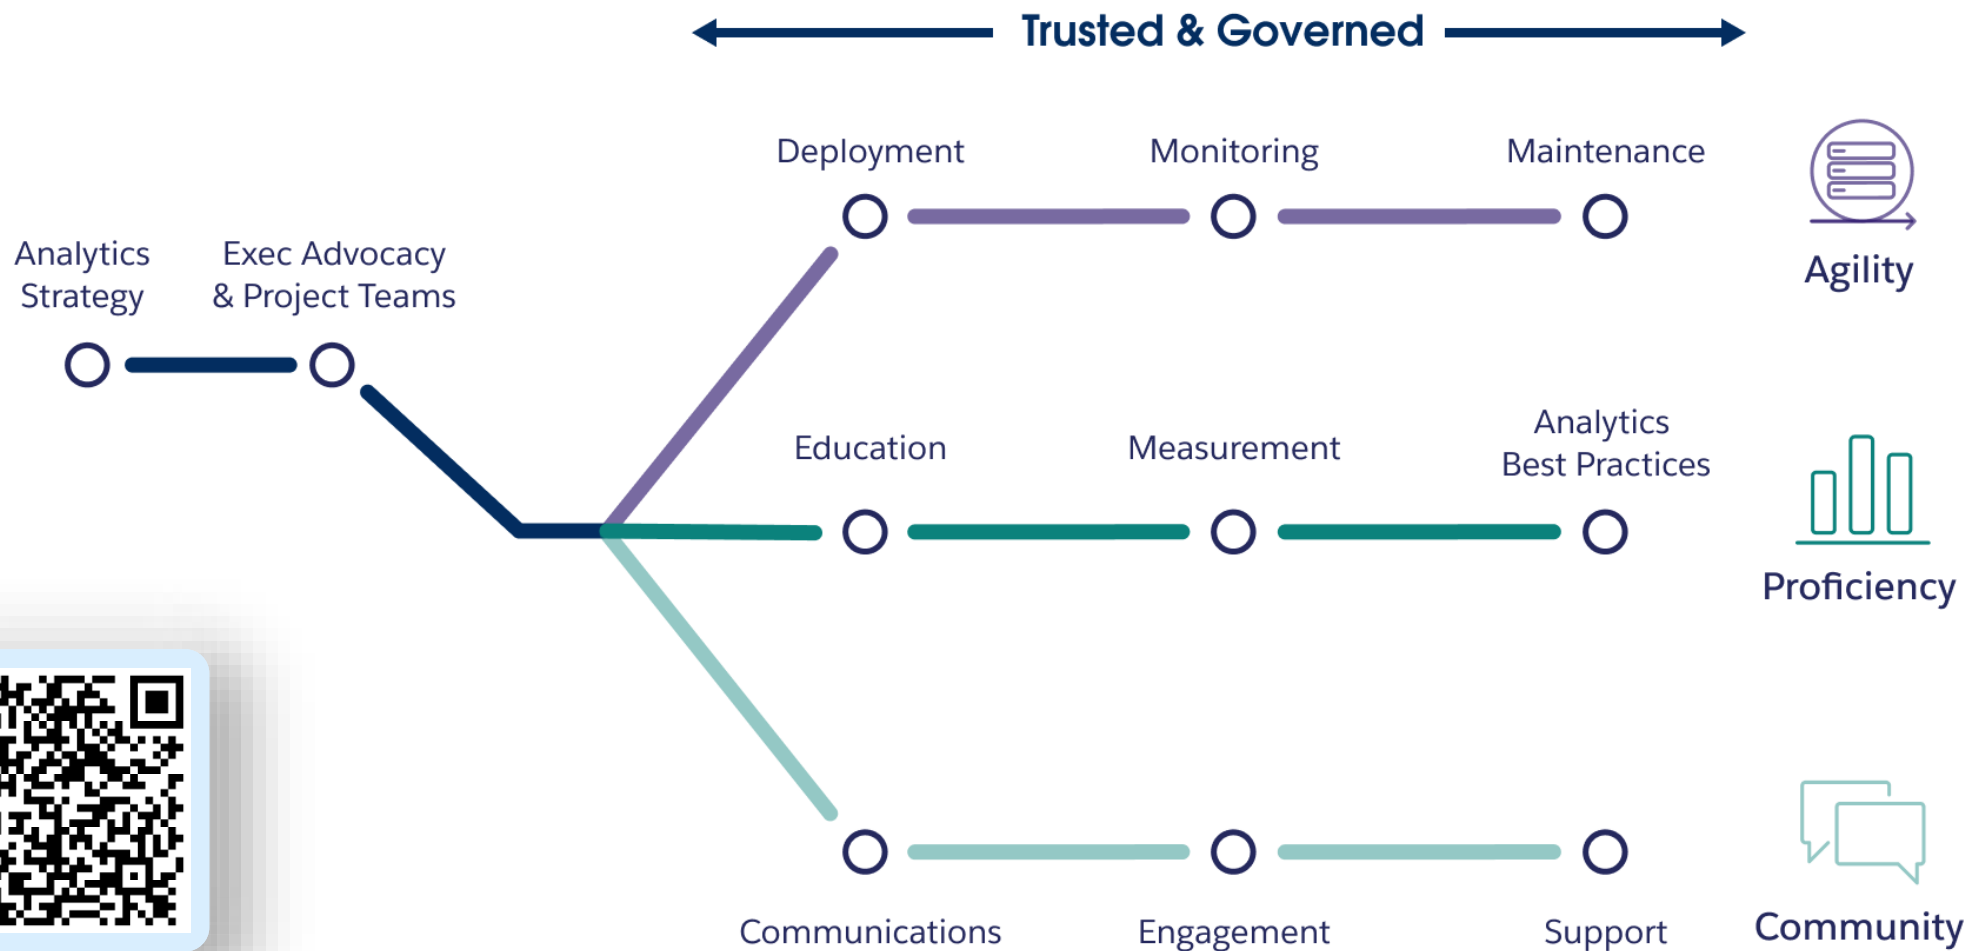 Trusted & Governed
Deployment
Monitoring
Maintenance
Agility
Analytics
Strategy
Exec Advocacy
& Project Teams
Education
Measurement
Analytics
Best Practices
Proficiency
Communications
Engagement
Support
Community